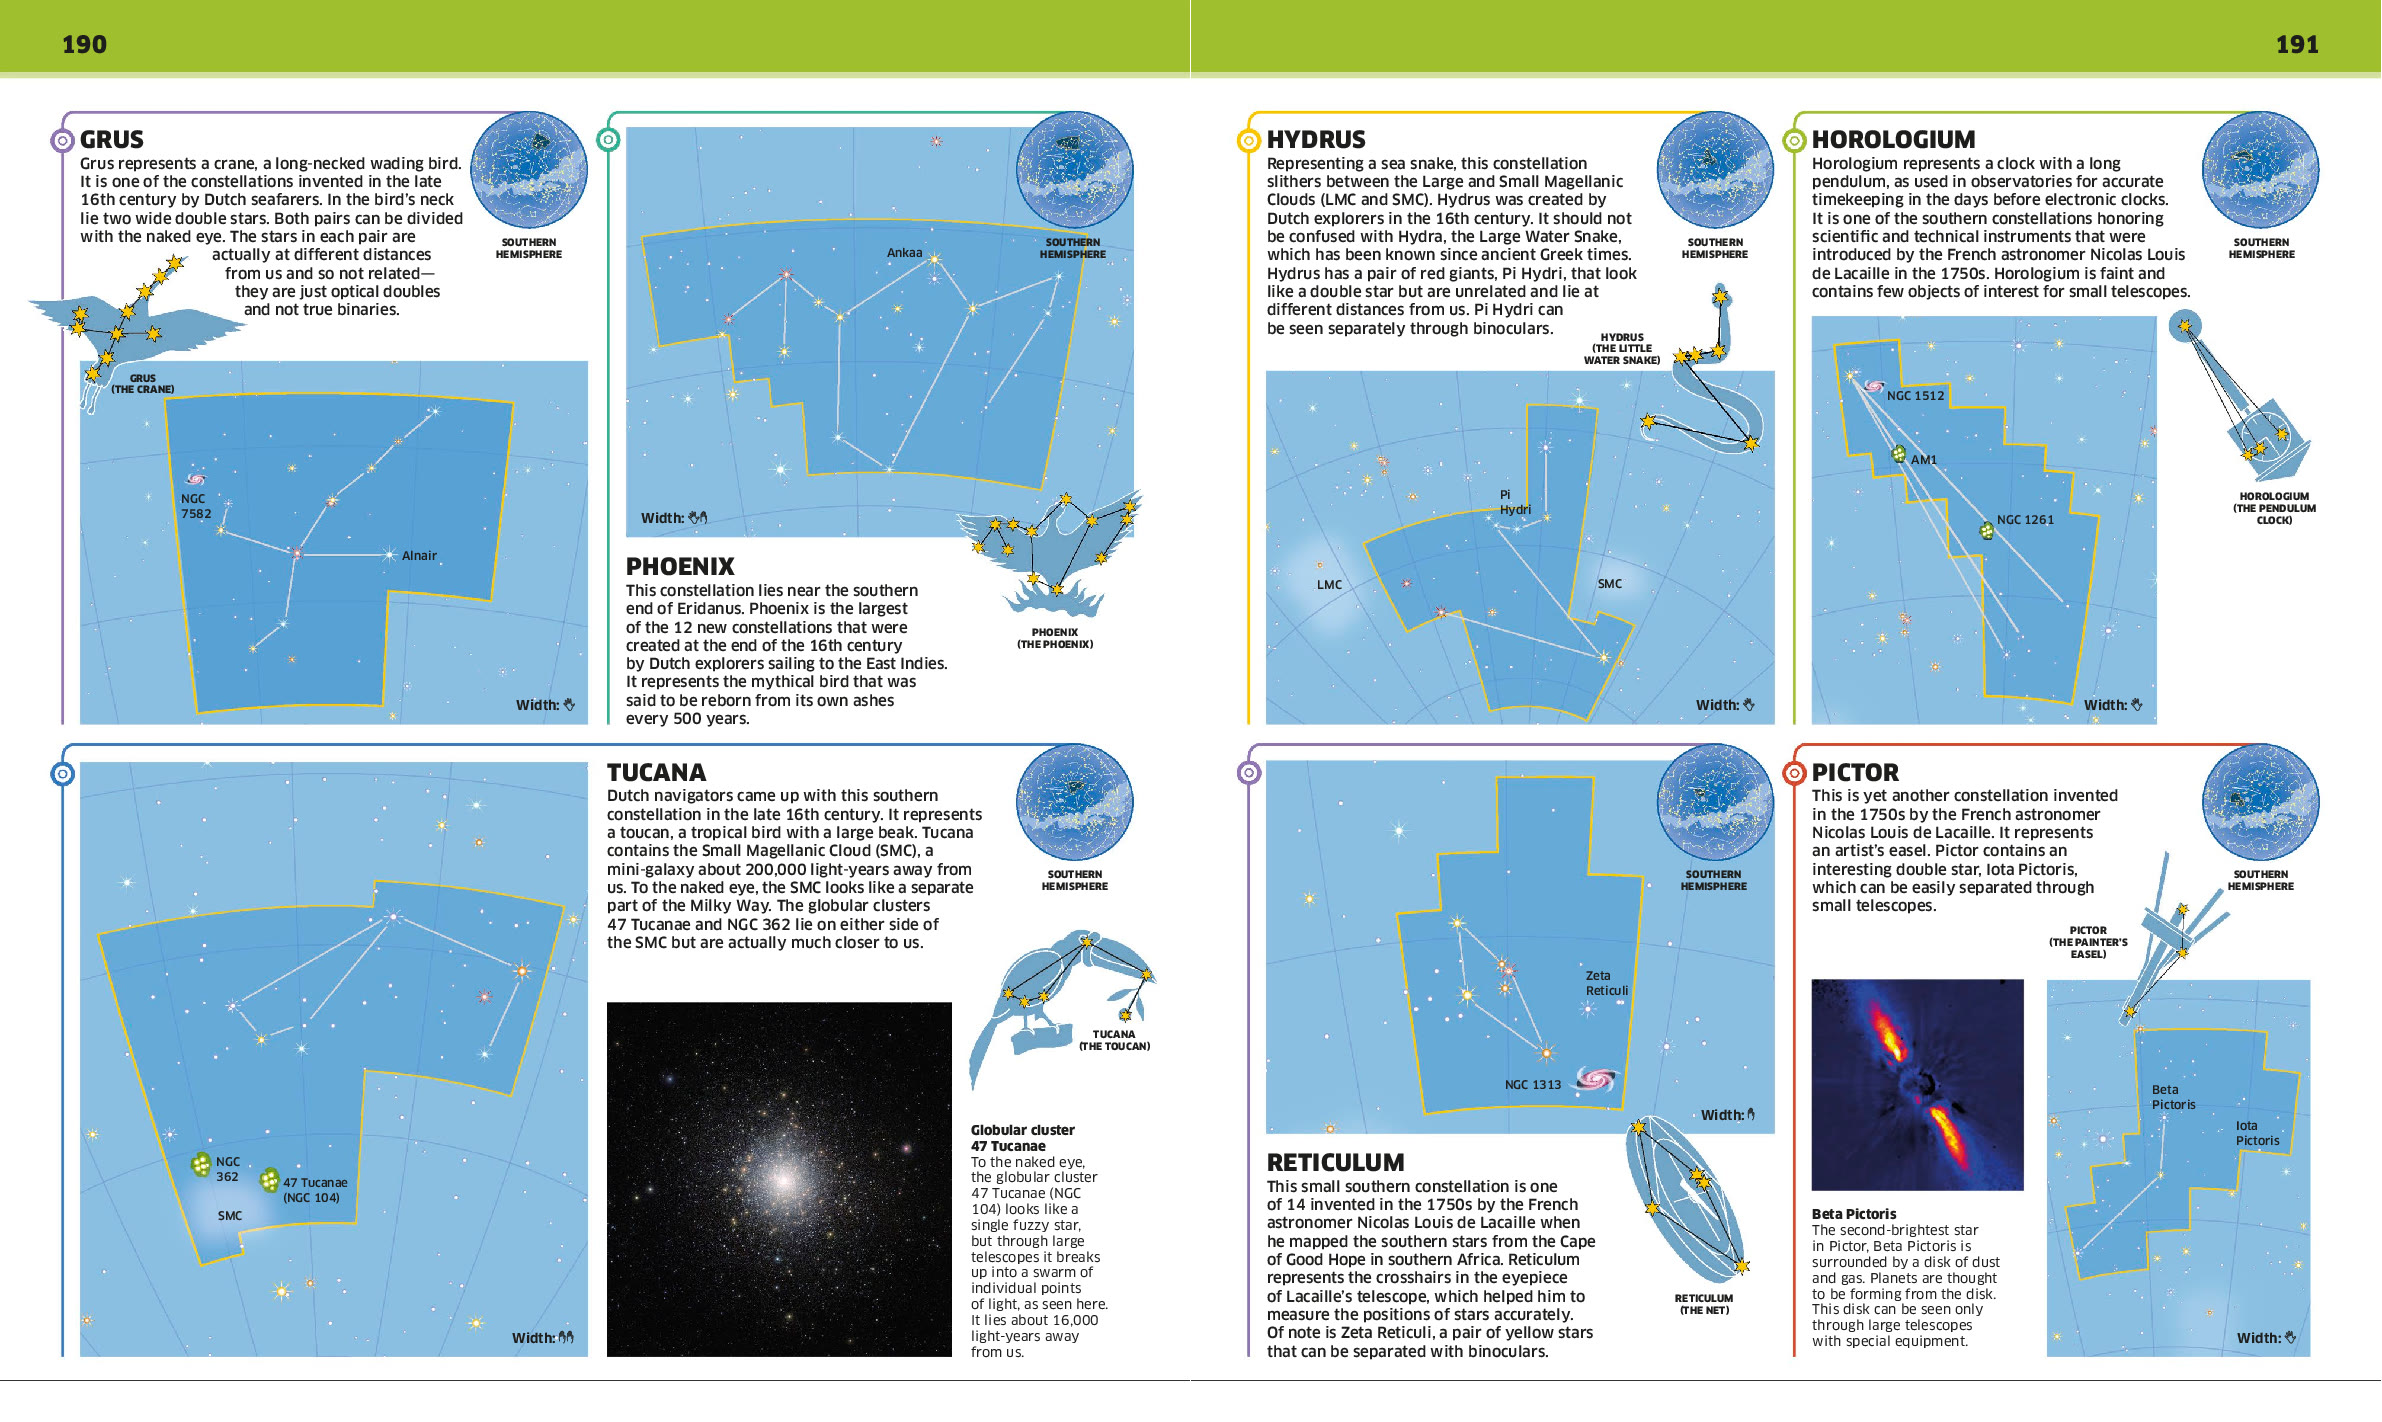 190
191
GRUS
Grus represents a crane, a long-necked wading bird.
It is one of the constellations invented in the late
16th century by Dutch seafarers. In the bird's neck
lie two wide double stars. Both pairs can be divided
with the naked eye. The stars in each pair are
actually at different distances
from us and so not related—
they are just optical doubles
and not true binaries.
SOUTHERN
HEMISPHERE
GRUS
(THE CRANE)
NGC
7582
Alnair
Width:
SOUTHERN
HEMISPHERE
Ankaa
Width:
PHOENIX
This constellation lies near the southern
end of Eridanus. Phoenix is the largest
of the 12 new constellations that were
created at the end of the 16th century
by Dutch explorers sailing to the East Indies.
It represents the mythical bird that was
said to be reborn from its own ashes
every 500 years.
PHOENIX
(THE PHOENIX)
TUCANA
Dutch navigators came up with this southern
constellation in the late 16th century. It represents
a toucan, a tropical bird with a large beak. Tucana
contains the Small Magellanic Cloud (SMC), a
mini-galaxy about 200,000 light-years away from
us. To the naked eye, the SMC looks like a separate
part of the Milky Way. The globular clusters
47 Tucanae and NGC 362 lie on either side of
the SMC but are actually much closer to us.
SOUTHERN
HEMISPHERE
NGC
362
47 Tucanae
(NGC 104)
SMC
Width:
TUCANA
(THE TOUCAN)
Globular cluster
47 Tucanae
To the naked eye,
the globular cluster
47 Tucanae (NGC
104) looks like a
single fuzzy star,
but through large
telescopes it breaks
up into a swarm of
individual points
of light, as seen here.
It lies about 16,000
light-years away
from us.
HYDRUS
Representing a sea snake, this constellation
slithers between the Large and Small Magellanic
Clouds (LMC and SMC). Hydrus was created by
Dutch explorers in the 16th century. It should not
be confused with Hydra, the Large Water Snake,
which has been known since ancient Greek times.
Hydrus has a pair of red giants, Pi Hydri, that look
like a double star but are unrelated and lie at
different distances from us. Pi Hydri can
be seen separately through binoculars.
SOUTHERN
HEMISPHERE
HYDRUS
(THE LITTLE
WATER SNAKE)
Pi
Hydri
LMC
SMC
Width:
HOROLOGIUM
Horologium represents a clock with a long
pendulum, as used in observatories for accurate
timekeeping in the days before electronic clocks.
It is one of the southern constellations honoring
scientific and technical instruments that were
introduced by the French astronomer Nicolas Louis
de Lacaille in the 1750s. Horologium is faint and
contains few objects of interest for small telescopes.
SOUTHERN
HEMISPHERE
NGC 1512
AM1
NGC 1261
Width:
HOROLOGIUM
(THE PENDULUM
CLOCK)
SOUTHERN
HEMISPHERE
Zeta
Reticuli
NGC 1313
Width:
RETICULUM
This small southern constellation is one
of 14 invented in the 1750s by the French
astronomer Nicolas Louis de Lacaille when
he mapped the southern stars from the Cape
of Good Hope in southern Africa. Reticulum
represents the crosshairs in the eyepiece
of Lacaille's telescope, which helped him to
measure the positions of stars accurately.
Of note is Zeta Reticuli, a pair of yellow stars
that can be separated with binoculars.
RETICULUM
(THE NET)
PICTOR
This is yet another constellation invented
in the 1750s by the French astronomer
Nicolas Louis de Lacaille. It represents
an artist's easel. Pictor contains an
interesting double star, Iota Pictoris,
which can be easily separated through
small telescopes.
SOUTHERN
HEMISPHERE
PICTOR
(THE PAINTER'S
EASEL)
Beta
Pictoris
Iota
Pictoris
Width:
Beta Pictoris
The second-brightest star
in Pictor, Beta Pictoris is
surrounded by a disk of dust
and gas. Planets are thought
to be forming from the disk.
This disk can be seen only
through large telescopes
with special equipment.